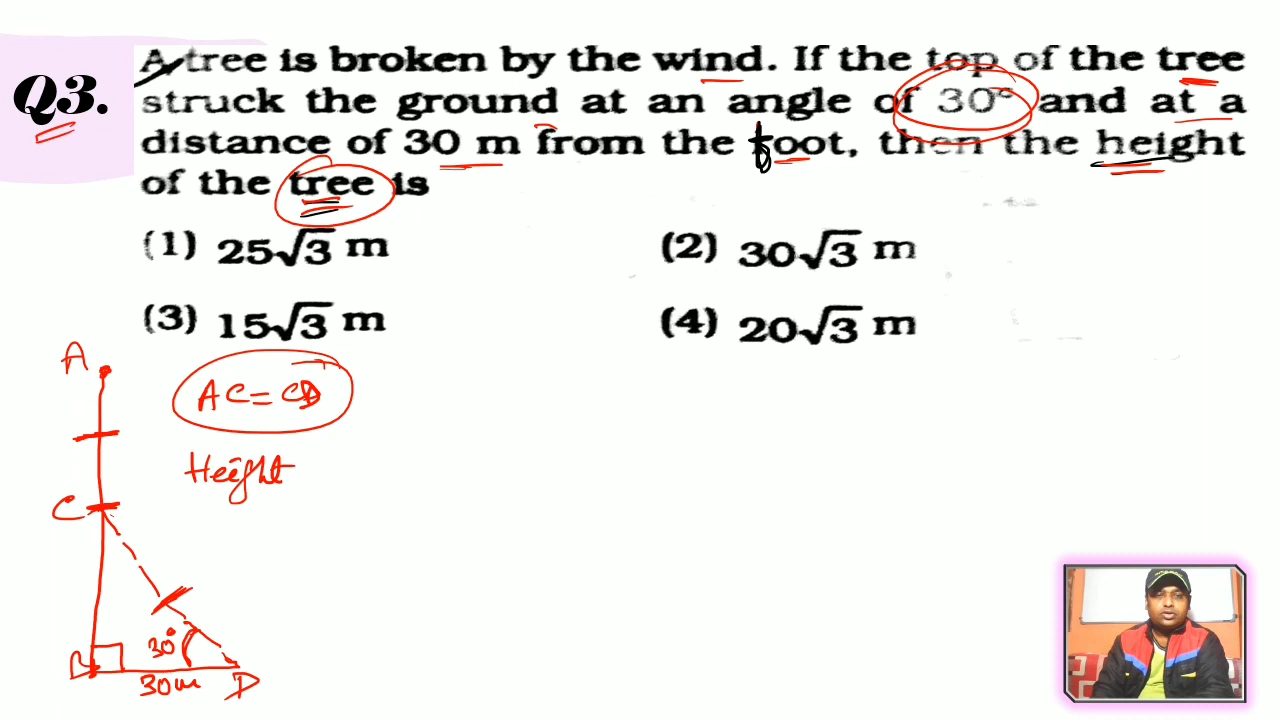 Q3.
A tree is broken by the wind. If the top of the tree
struck the ground at an angle of 30° and at a
distance of 30 m from the foot, then the height
of the tree is
(1) 25√3 m
(2) 30√3 m
(3) 15√3 m
(4) 20√3 m
A
AC = CD
Height
C
30°
B
30m
D